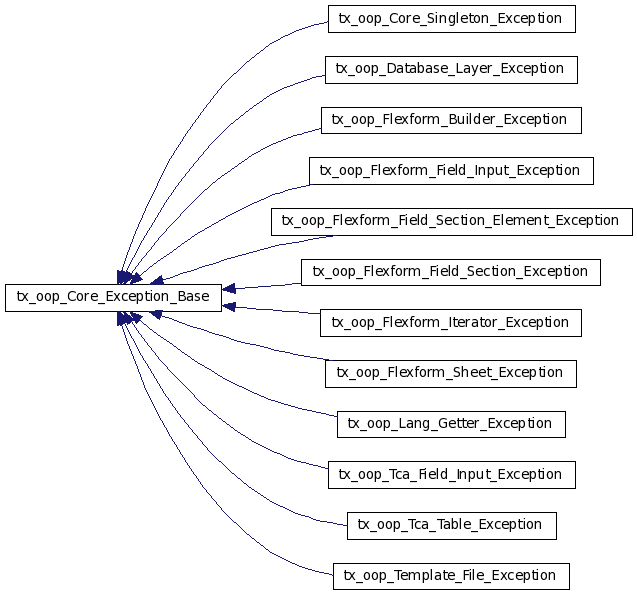 tx_oop_Core_Singleton_Exception
tx_oop_Database_Layer_Exception
tx_oop_Flexform_Builder_Exception
tx_oop_Flexform_Field_Input_Exception
tx_oop_Flexform_Field_Section_Element_Exception
tx_oop_Flexform_Field_Section_Exception
tx_oop_Core_Exception_Base
tx_oop_Flexform_Iterator_Exception
tx_oop_Flexform_Sheet_Exception
tx_oop_Lang_Getter_Exception
tx_oop_Tca_Field_Input_Exception
tx_oop_Tca_Table_Exception
tx_oop_Template_File_Exception